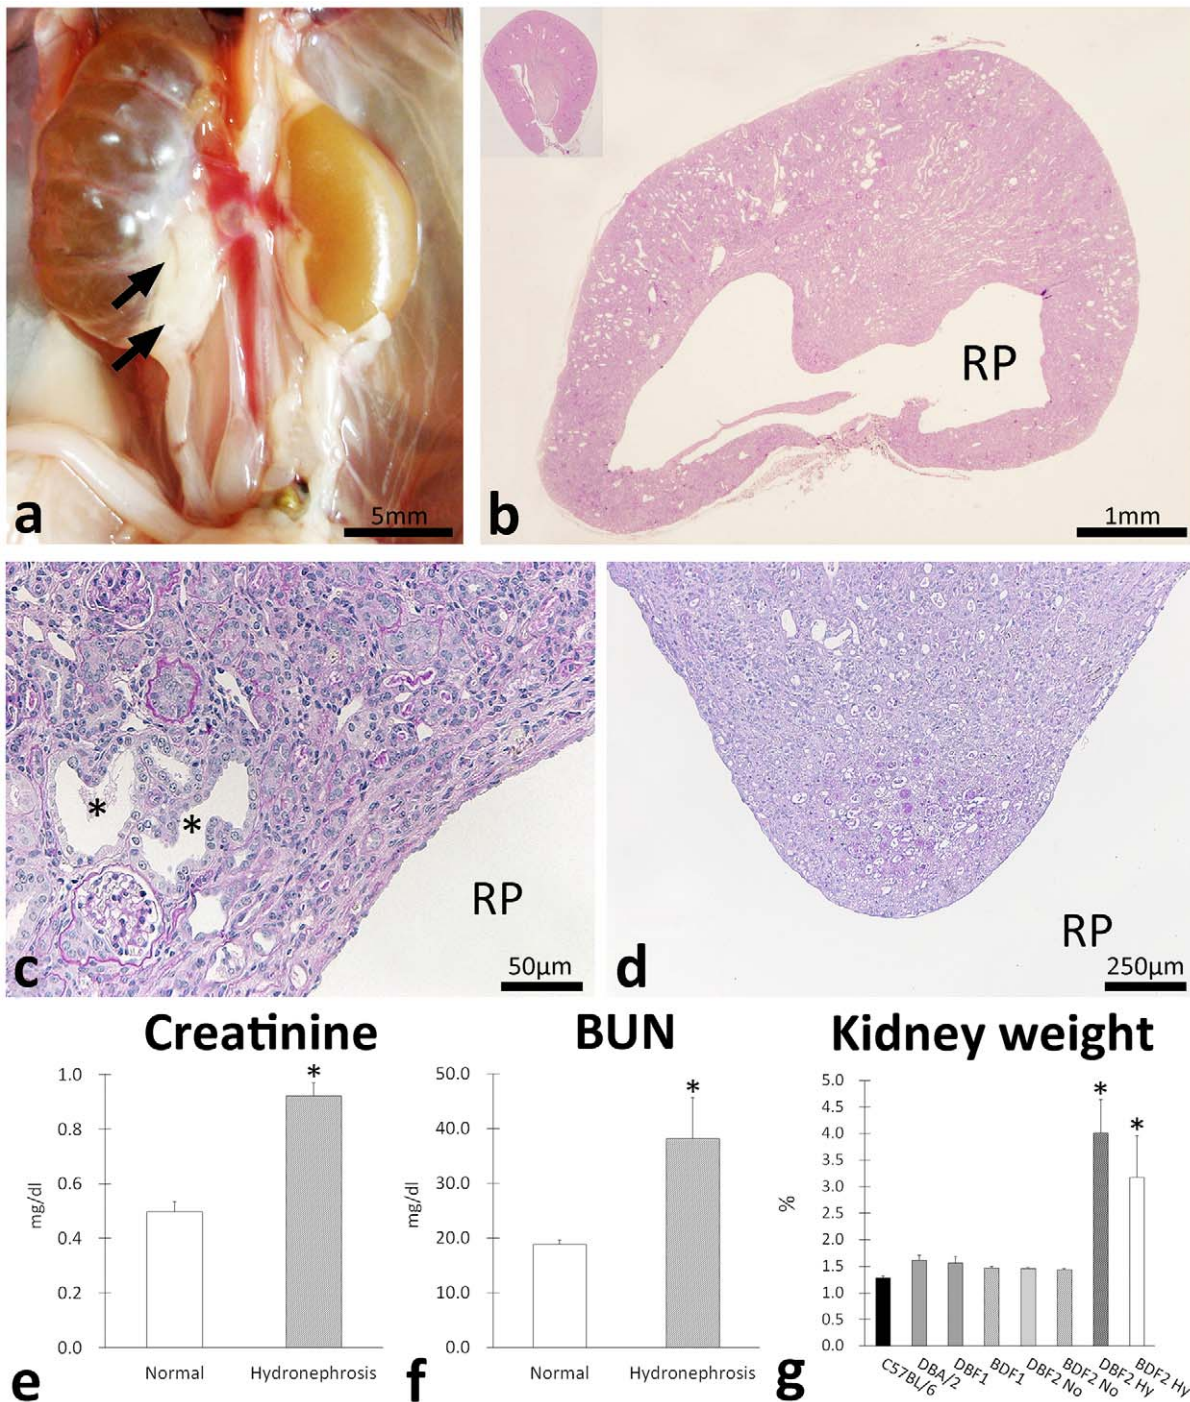 a
5mm
b
RP
1mm
c
*
*
RP
50μm
d
RP
250μm
Creatinine
mg/dl
1.0
0.8
0.6
0.4
0.2
0.0
*
Normal
Hydronephrosis
e
BUN
mg/dl
50.0
40.0
30.0
20.0
10.0
0.0
*
Normal
Hydronephrosis
f
Kidney weight
%
5.0
4.5
4.0
3.5
3.0
2.5
2.0
1.5
1.0
0.5
0.0
*
*
C57BL/6
DBA/2
DBF1
BDF1
DBF2 No
BDF2 No
DBF2 Hy
BDF2 Hy
g